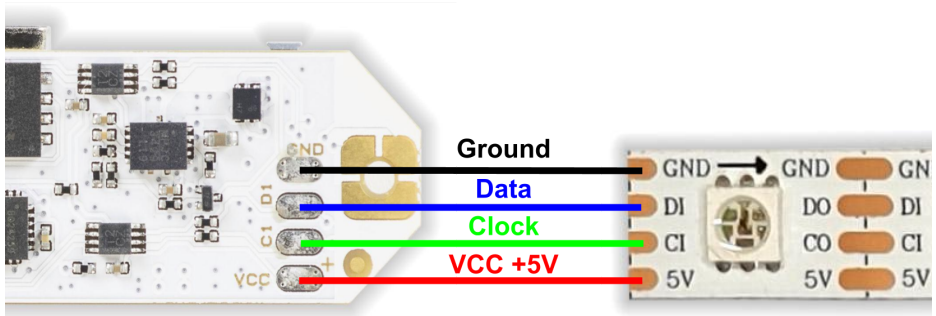 GND
D1
C1
VCC
+
Ground
Data
Clock
VCC +5V
GND
DI
CI
5V
GND
DO
CO
5V
GN
DI
CI
5V